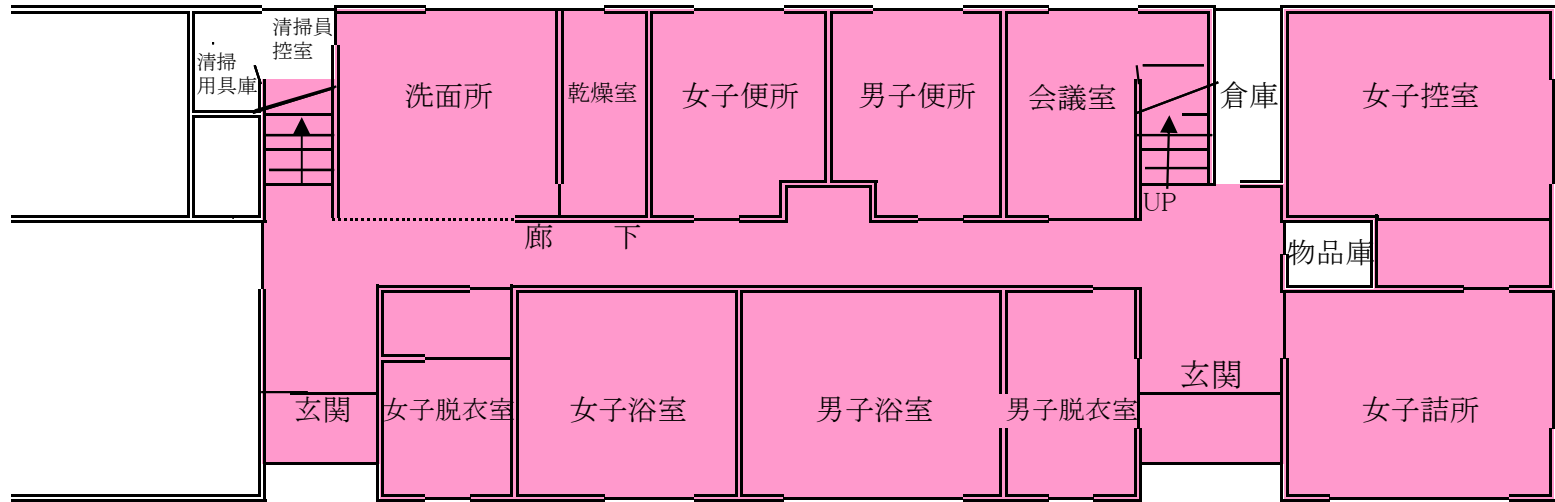 清掃員
控室
清掃
用具庫
洗面所
乾燥室
女子便所
男子便所
会議室
倉庫
女子控室
UP
廊 下
物品庫
玄関
女子脱衣室
女子浴室
男子浴室
男子脱衣室
玄関
女子詰所